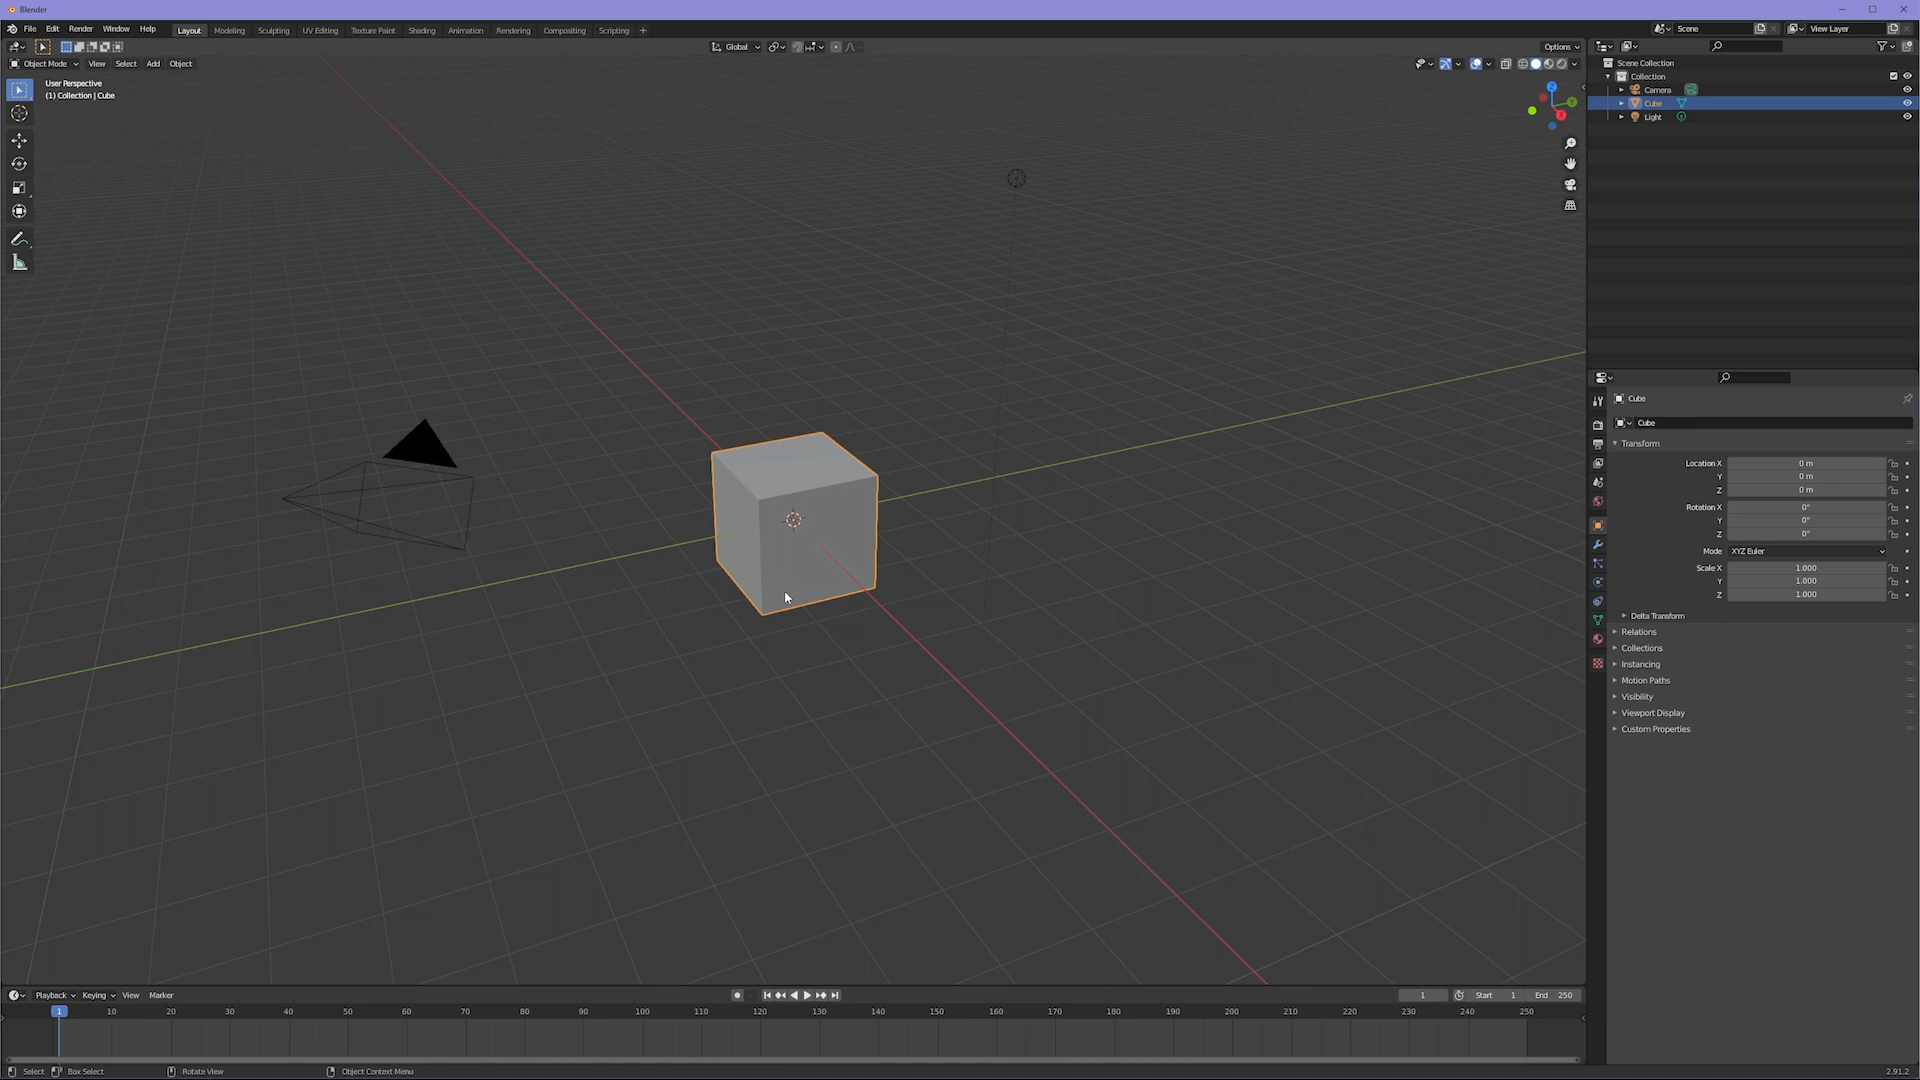 Blender
File Edit Render Window Help
Layout Modeling Sculpting UV Editing Texture Paint Shading Animation Rendering Compositing Scripting +
Scene
View Layer
Global
Options
Object Mode View Select Add Object
User Perspective
(1) Collection | Cube
Z
Y
X
Scene Collection
Collection
Camera
Cube
Light
Cube
Cube
Transform
Location X 0 m
Y 0 m
Z 0 m
Rotation X 0°
Y 0°
Z 0°
Mode XYZ Euler
Scale X 1.000
Y 1.000
Z 1.000
Delta Transform
Relations
Collections
Instancing
Motion Paths
Visibility
Viewport Display
Custom Properties
Playback Keying View Marker
1 Start 1 End 250
1 10 20 30 40 50 60 70 80 90 100 110 120 130 140 150 160 170 180 190 200 210 220 230 240 250
Select Box Select Rotate View Object Context Menu
2.91.2